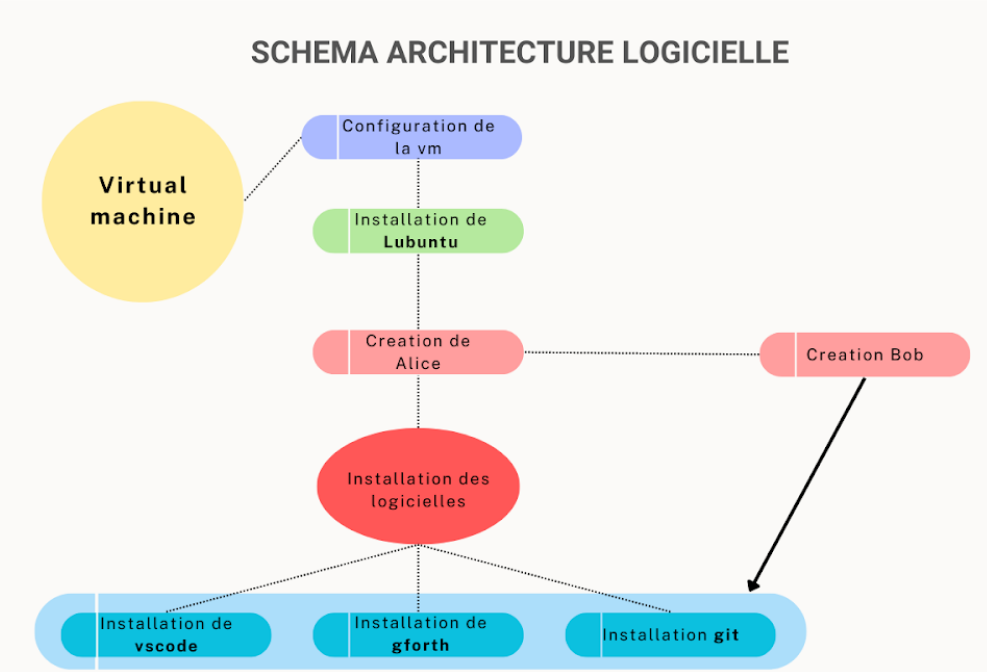 SCHEMA ARCHITECTURE LOGICIELLE
Configuration de
la vm
Virtual
machine
Installation de
Lubuntu
Creation de
Alice
Creation Bob
Installation des
logicielles
Installation de
vscode
Installation de
gforth
Installation git